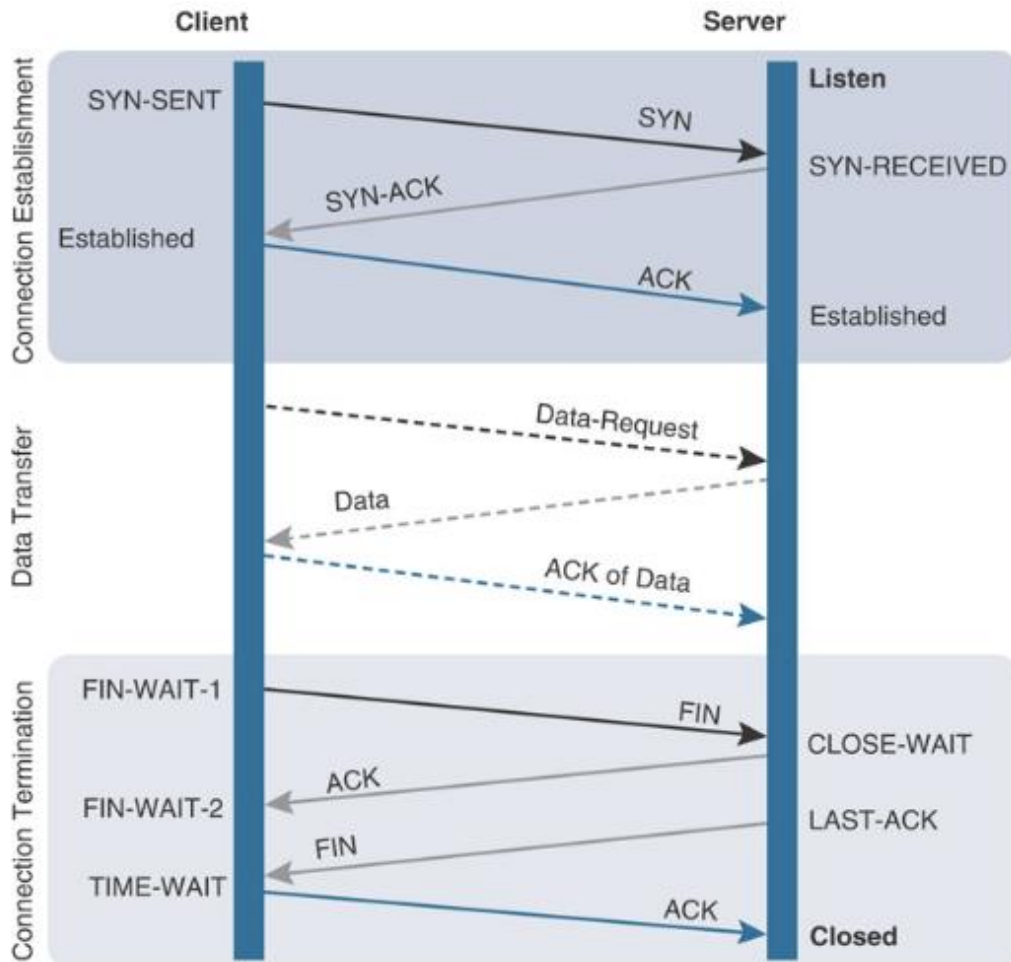 Client
Server
Connection Establishment
Listen
SYN-SENT
SYN
SYN-RECEIVED
SYN-ACK
Established
ACK
Established
Data Transfer
Data-Request
Data
ACK of Data
Connection Termination
FIN-WAIT-1
FIN
CLOSE-WAIT
ACK
FIN-WAIT-2
LAST-ACK
FIN
TIME-WAIT
ACK
Closed